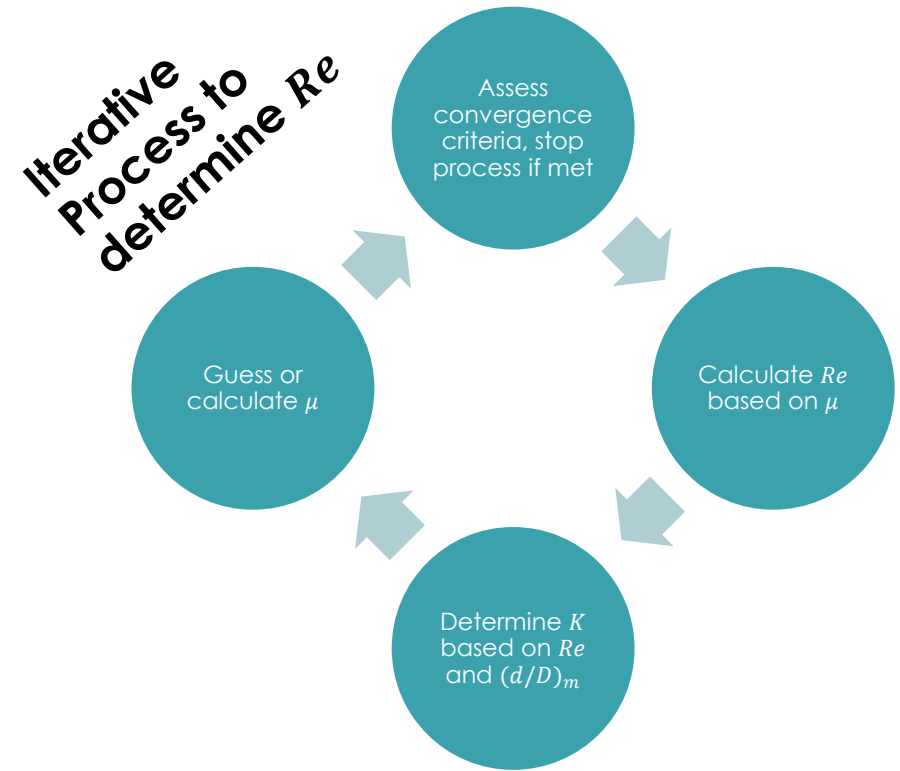 Iterative
Process to
determine Re
Assess
convergence
criteria, stop
process if met
Calculate Re
based on μ
Determine K
based on Re
and (d/D)ₘ
Guess or
calculate μ